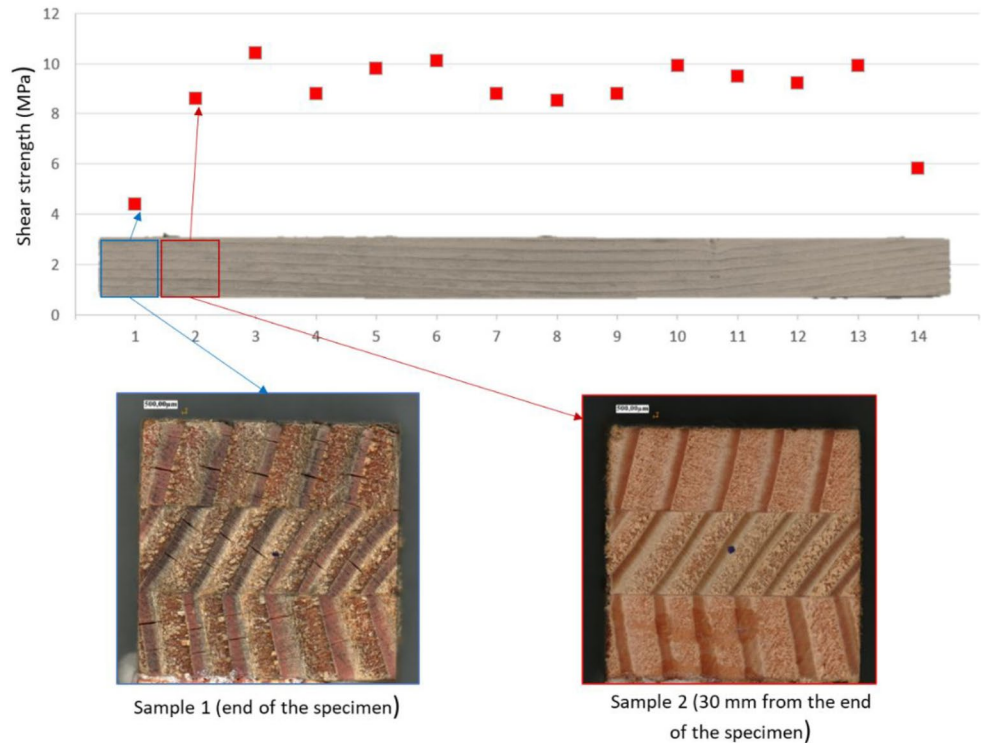 12
10
8
6
4
2
0
Shear strength (MPa)
1 2 3 4 5 6 7 8 9 10 11 12 13 14
500,00µm
500,00µm
Sample 1 (end of the specimen)
Sample 2 (30 mm from the end
of the specimen)